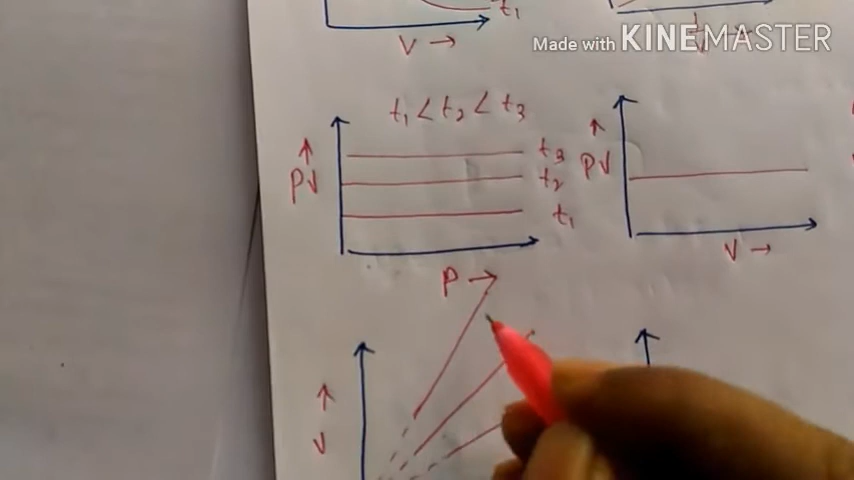 t₁
V →
Made with KINEMASTER
t₁ < t₂ < t₃
↑
PV
t₃
t₂
t₁
P →
↑
PV
V →
↑
V